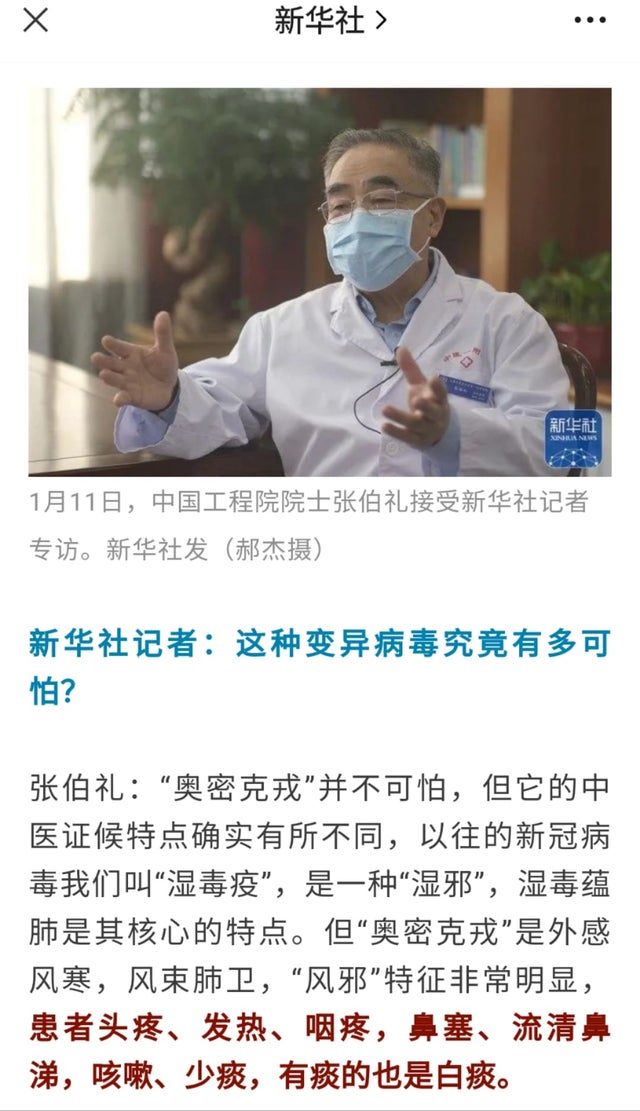 新华社
新华社
XINHUA NEWS
1月11日，中国工程院院士张伯礼接受新华社记者
专访。新华社发（郝杰摄）
新华社记者：这种变异病毒究竟有多可
怕？
张伯礼：“奥密克戎”并不可怕，但它的中
医证候特点确实有所不同，以往的新冠病
毒我们叫“湿毒疫”，是一种“湿邪”，湿毒蕴
肺是其核心的特点。但“奥密克戎”是外感
风寒，风束肺卫，“风邪”特征非常明显，
患者头疼、发热、咽疼，鼻塞、流清鼻
涕，咳嗽、少痰，有痰的也是白痰。